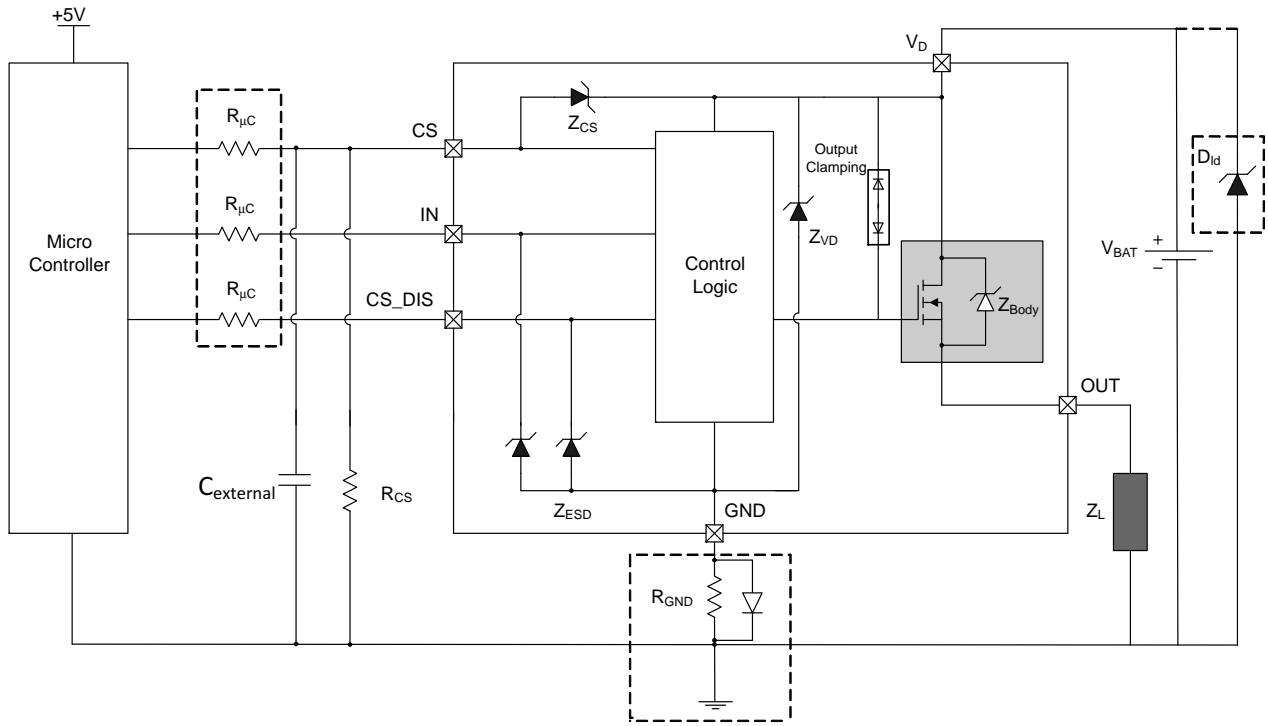 +5V
V_D
R_μC
CS
Z_CS
D_ld
Output
Clamping
R_μC
IN
Micro
Controller
Z_VD
V_BAT
+
−
Control
Logic
R_μC
CS_DIS
Z_Body
OUT
C_external
R_CS
Z_ESD
GND
Z_L
R_GND